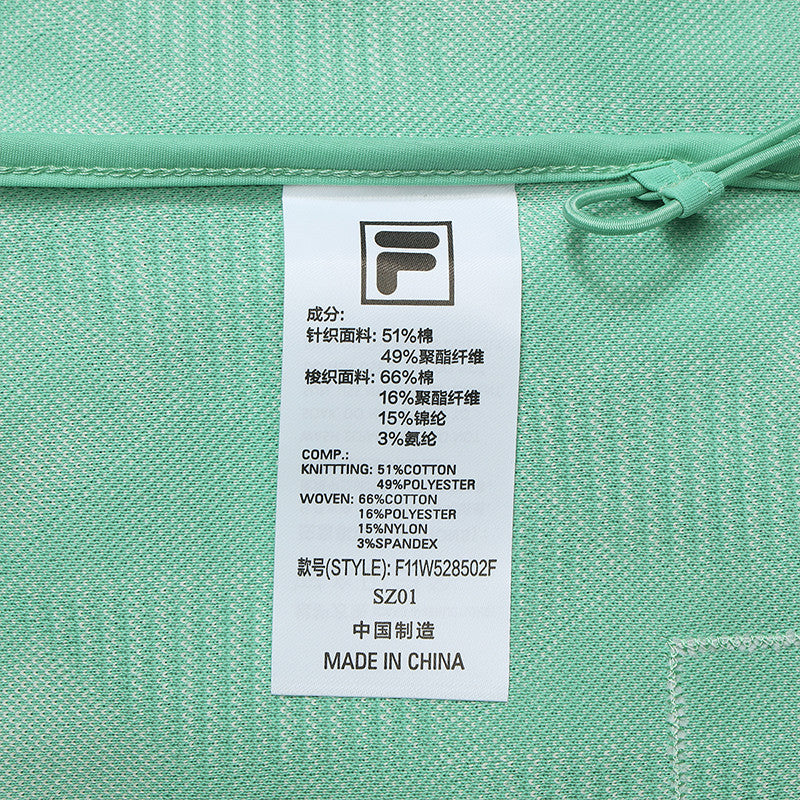 F
成分:
针织面料: 51%棉
49%聚酯纤维
梭织面料: 66%棉
16%聚酯纤维
15%锦纶
3%氨纶
COMP.:
KNITTTING: 51%COTTON
49%POLYESTER
WOVEN: 66%COTTON
16%POLYESTER
15%NYLON
3%SPANDEX
款号(STYLE): F11W528502F
SZ01
中国制造
MADE IN CHINA